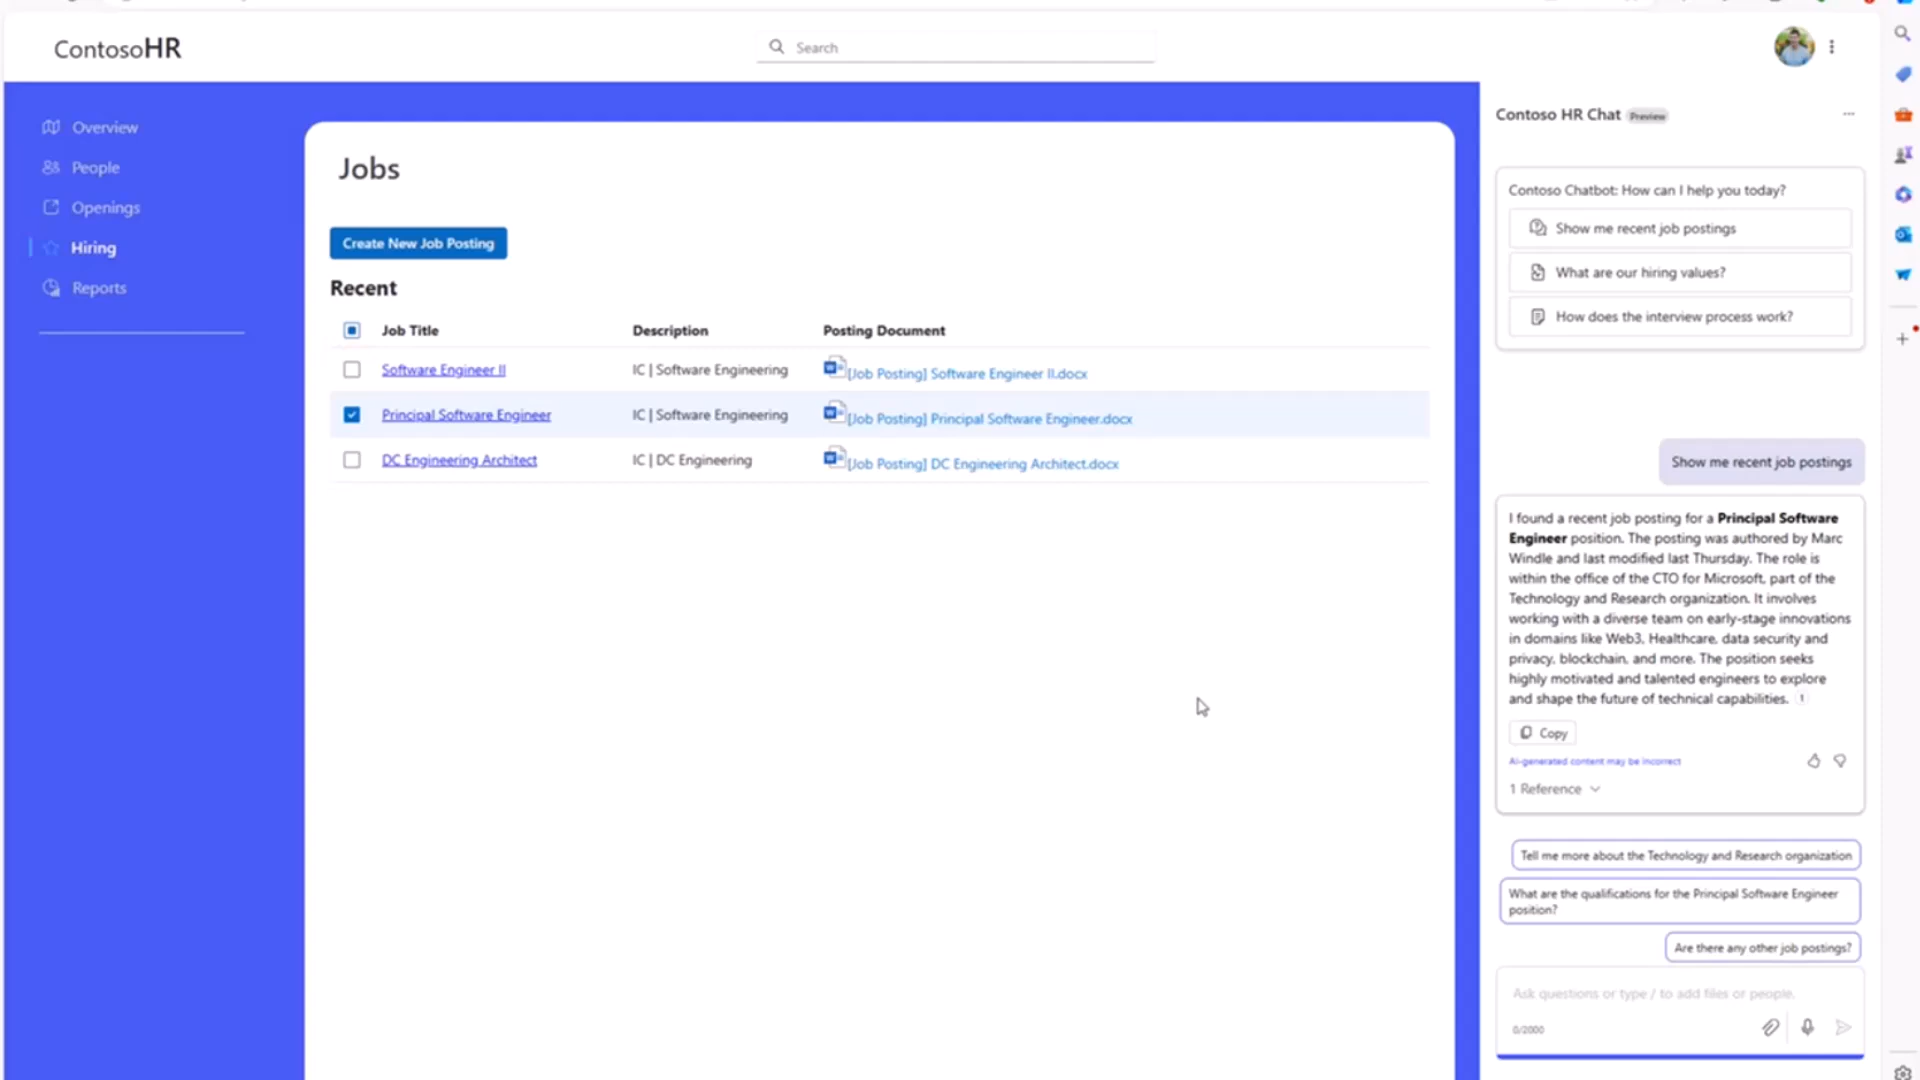 ContosoHR
Search
Overview
People
Openings
Hiring
Reports
Jobs
Create New Job Posting
Recent
Job Title Description Posting Document
Software Engineer II IC | Software Engineering [Job Posting] Software Engineer II.docx
Principal Software Engineer IC | Software Engineering [Job Posting] Principal Software Engineer.docx
DC Engineering Architect IC | DC Engineering [Job Posting] DC Engineering Architect.docx
Contoso HR Chat Preview
Contoso Chatbot: How can I help you today?
Show me recent job postings
What are our hiring values?
How does the interview process work?
Show me recent job postings
I found a recent job posting for a Principal Software
Engineer position. The posting was authored by Marc
Windle and last modified last Thursday. The role is
within the office of the CTO for Microsoft, part of the
Technology and Research organization. It involves
working with a diverse team on early-stage innovations
in domains like Web3, Healthcare, data security and
privacy, blockchain, and more. The position seeks
highly motivated and talented engineers to explore
and shape the future of technical capabilities. 1
Copy
AI-generated content may be incorrect
1 Reference
Tell me more about the Technology and Research organization
What are the qualifications for the Principal Software Engineer
position?
Are there any other job postings?
Ask questions or type / to add files or people.
0/2000